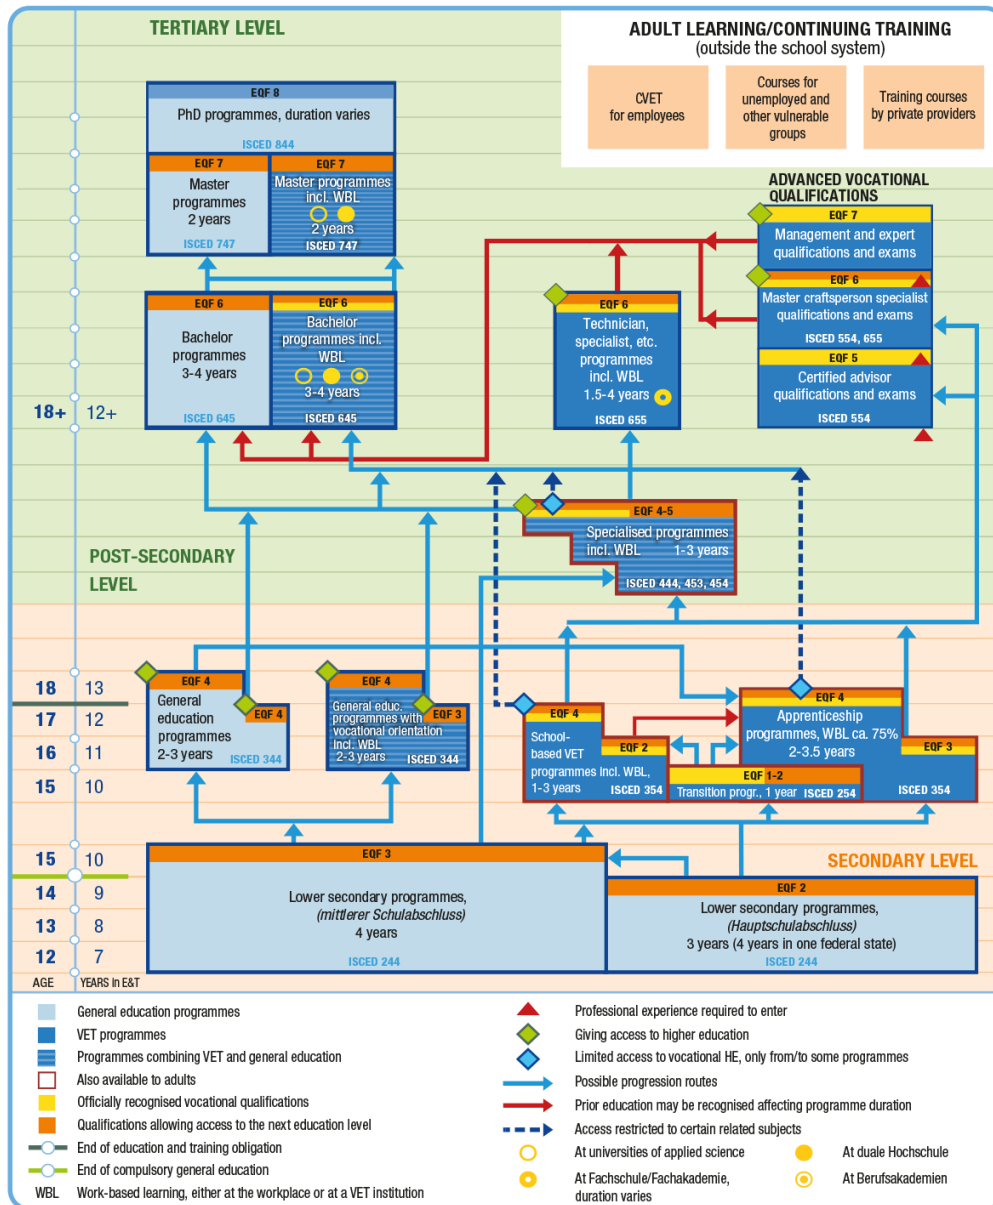 TERTIARY LEVEL
ADULT LEARNING/CONTINUING TRAINING
(outside the school system)
CVET
for employees
Courses for
unemployed and
other vulnerable
groups
Training courses
by private providers
EQF 8
PhD programmes, duration varies
ISCED 844
EQF 7
Master
programmes
2 years
ISCED 747
EQF 7
Master programmes
incl. WBL
2 years
ISCED 747
ADVANCED VOCATIONAL
QUALIFICATIONS
EQF 7
Management and expert
qualifications and exams
EQF 6
Master craftsperson specialist
qualifications and exams
ISCED 554, 655
EQF 5
Certified advisor
qualifications and exams
ISCED 554
EQF 6
Bachelor
programmes
3-4 years
ISCED 645
EQF 6
Bachelor
programmes incl.
WBL
3-4 years
ISCED 645
EQF 6
Technician,
specialist, etc.
programmes
incl. WBL
1.5-4 years
ISCED 655
18+ 12+
EQF 4-5
Specialised programmes
incl. WBL 1-3 years
ISCED 444, 453, 454
POST-SECONDARY
LEVEL
18 13
17 12
16 11
15 10
EQF 4
General
education
programmes
2-3 years
EQF 4
ISCED 344
EQF 4
General educ.
programmes with
vocational orientation
incl. WBL
2-3 years
EQF 3
ISCED 344
EQF 4
School-
based VET
programmes incl. WBL,
1-3 years
EQF 2
ISCED 354
EQF 1-2
Transition progr., 1 year ISCED 254
EQF 4
Apprenticeship
programmes, WBL ca. 75%
2-3.5 years
EQF 3
ISCED 354
SECONDARY LEVEL
15 10
14 9
13 8
12 7
AGE YEARS in E&T
EQF 3
Lower secondary programmes,
(mittlerer Schulabschluss)
4 years
ISCED 244
EQF 2
Lower secondary programmes,
(Hauptschulabschluss)
3 years (4 years in one federal state)
ISCED 244
General education programmes
VET programmes
Programmes combining VET and general education
Also available to adults
Officially recognised vocational qualifications
Qualifications allowing access to the next education level
End of education and training obligation
End of compulsory general education
WBL Work-based learning, either at the workplace or at a VET institution
Professional experience required to enter
Giving access to higher education
Limited access to vocational HE, only from/to some programmes
Possible progression routes
Prior education may be recognised affecting programme duration
Access restricted to certain related subjects
At universities of applied science
At duale Hochschule
At Fachschule/Fachakademie,
duration varies
At Berufsakademien